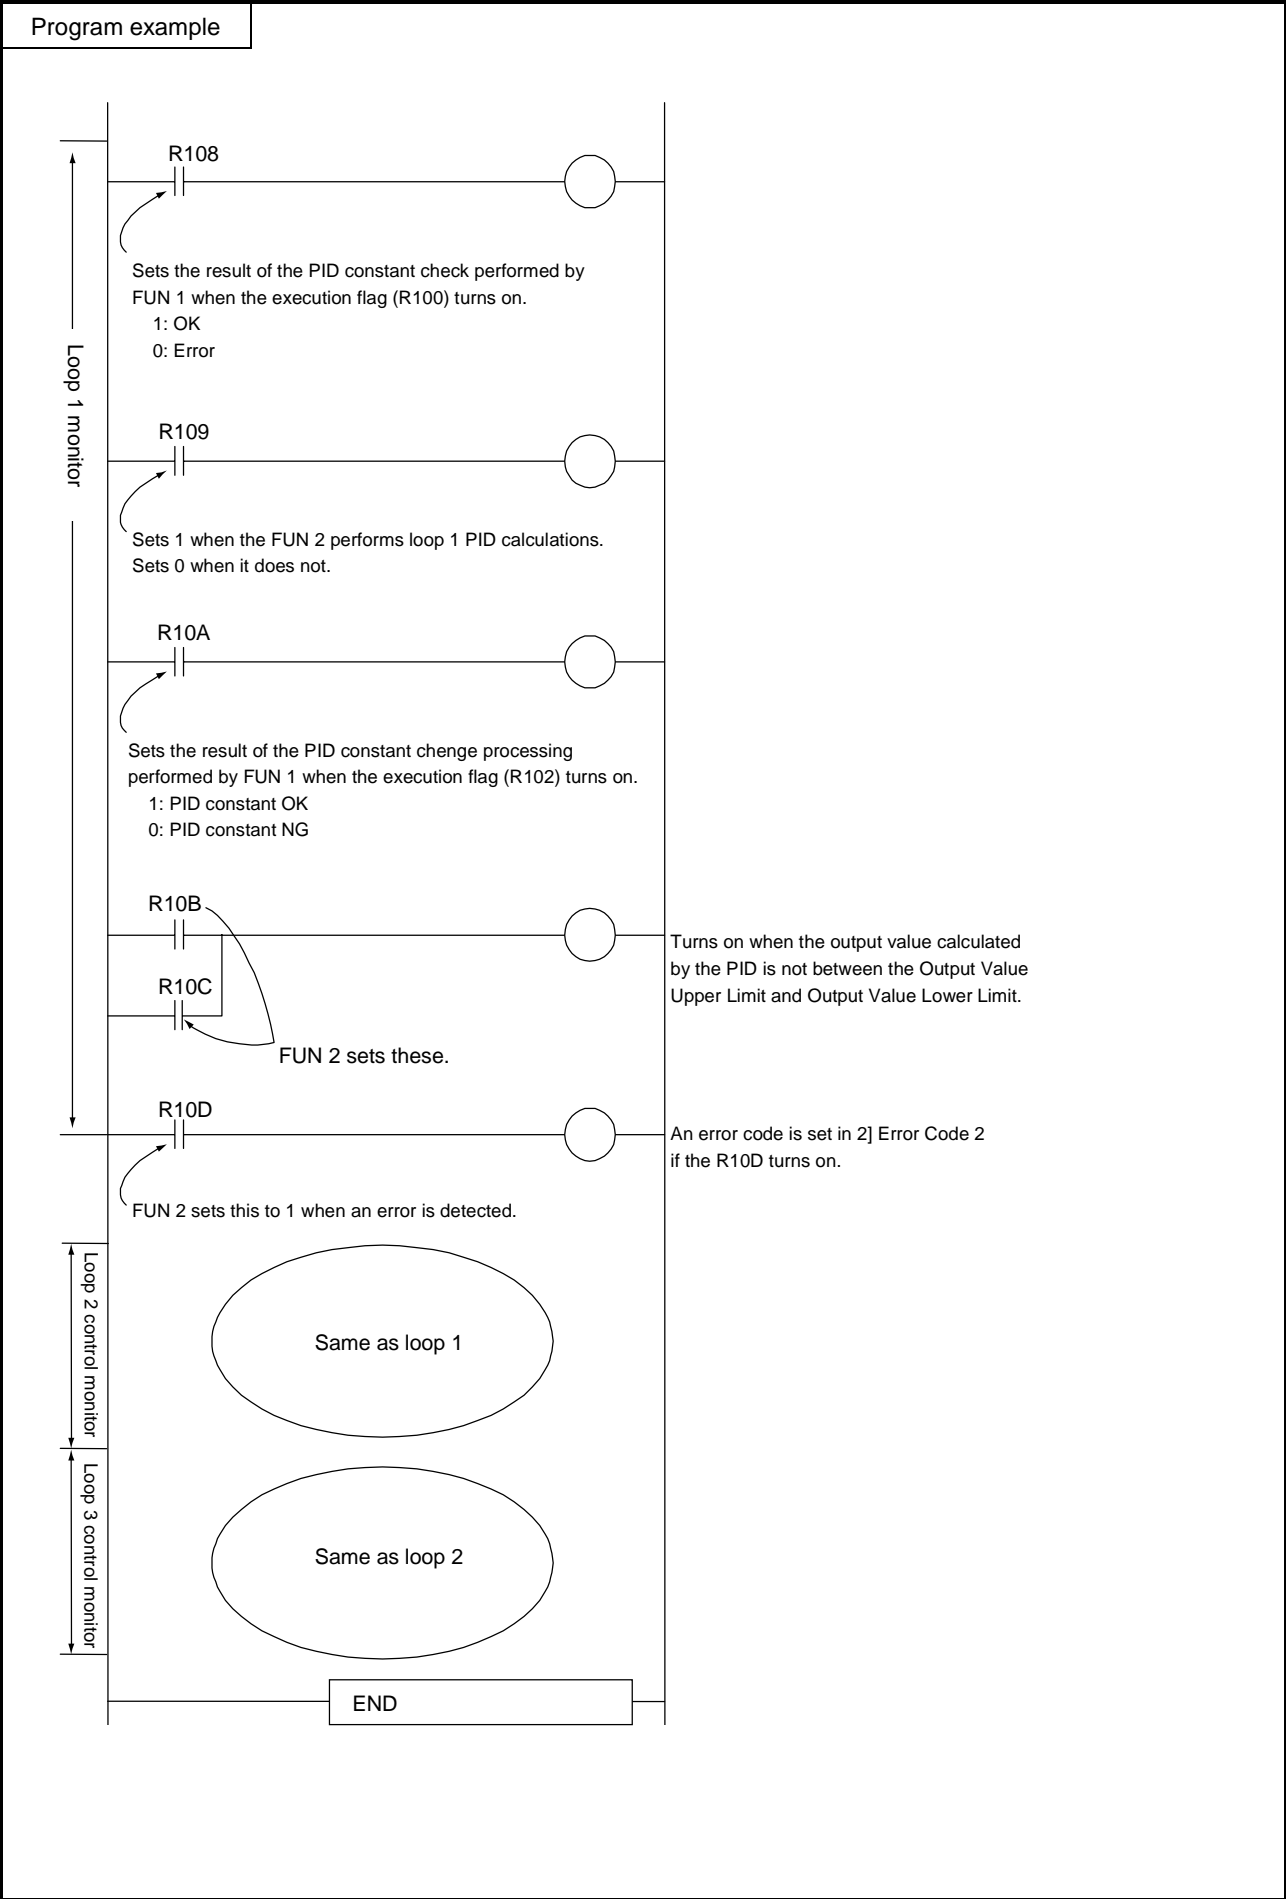 Program example
R108
Sets the result of the PID constant check performed by
FUN 1 when the execution flag (R100) turns on.
1: OK
0: Error
Loop 1 monitor
R109
Sets 1 when the FUN 2 performs loop 1 PID calculations.
Sets 0 when it does not.
R10A
Sets the result of the PID constant chenge processing
performed by FUN 1 when the execution flag (R102) turns on.
1: PID constant OK
0: PID constant NG
R10B
Turns on when the output value calculated
by the PID is not between the Output Value
Upper Limit and Output Value Lower Limit.
R10C
FUN 2 sets these.
R10D
An error code is set in 2] Error Code 2
if the R10D turns on.
FUN 2 sets this to 1 when an error is detected.
Loop 2 control monitor
Same as loop 1
Loop 3 control monitor
Same as loop 2
END